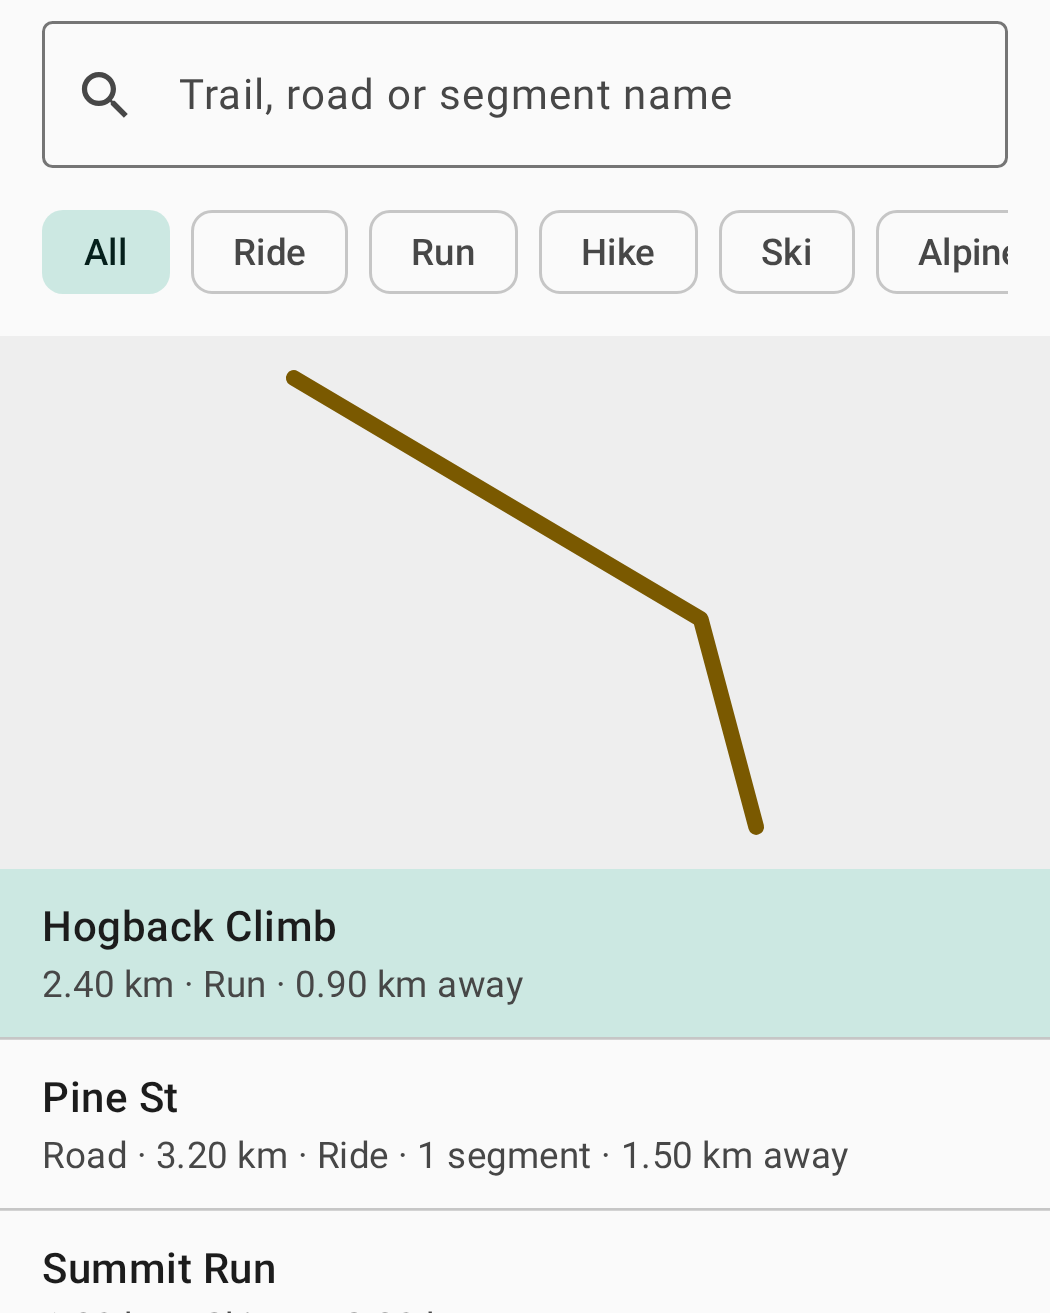 Trail, road or segment name
All
Ride
Run
Hike
Ski
Alpine
Hogback Climb
2.40 km · Run · 0.90 km away
Pine St
Road · 3.20 km · Ride · 1 segment · 1.50 km away
Summit Run